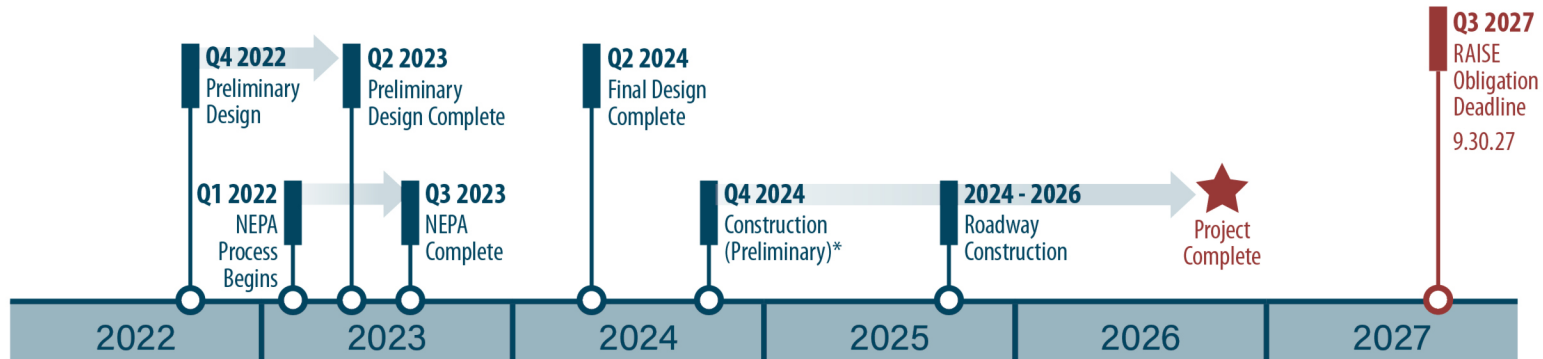 Q4 2022
Preliminary
Design
Q2 2023
Preliminary
Design Complete
Q2 2024
Final Design
Complete
Q3 2027
RAISE
Obligation
Deadline
9.30.27
Q1 2022
NEPA
Process
Begins
Q3 2023
NEPA
Complete
Q4 2024
Construction
(Preliminary)*
2024 - 2026
Roadway
Construction
Project
Complete
2022
2023
2024
2025
2026
2027